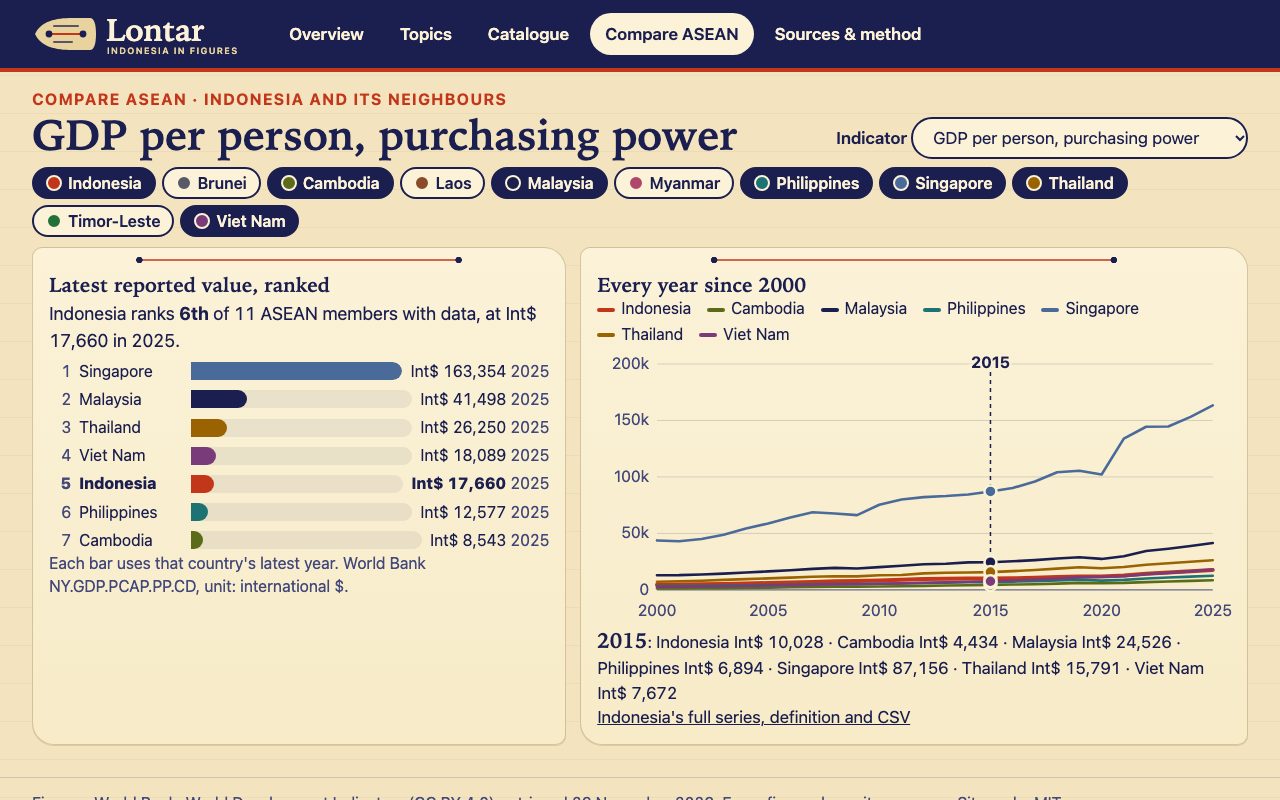 Lontar
INDONESIA IN FIGURES
Overview
Topics
Catalogue
Compare ASEAN
Sources & method
COMPARE ASEAN · INDONESIA AND ITS NEIGHBOURS
GDP per person, purchasing power
Indicator
GDP per person, purchasing power
Indonesia
Brunei
Cambodia
Laos
Malaysia
Myanmar
Philippines
Singapore
Thailand
Timor-Leste
Viet Nam
Latest reported value, ranked
Indonesia ranks 6th of 11 ASEAN members with data, at Int$
17,660 in 2025.
1 Singapore Int$ 163,354 2025
2 Malaysia Int$ 41,498 2025
3 Thailand Int$ 26,250 2025
4 Viet Nam Int$ 18,089 2025
5 Indonesia Int$ 17,660 2025
6 Philippines Int$ 12,577 2025
7 Cambodia Int$ 8,543 2025
Each bar uses that country's latest year. World Bank
NY.GDP.PCAP.PP.CD, unit: international $.
Every year since 2000
Indonesia Cambodia Malaysia Philippines Singapore
Thailand Viet Nam
2015
200k
150k
100k
50k
0
2000 2005 2010 2015 2020 2025
2015: Indonesia Int$ 10,028 · Cambodia Int$ 4,434 · Malaysia Int$ 24,526 ·
Philippines Int$ 6,894 · Singapore Int$ 87,156 · Thailand Int$ 15,791 · Viet Nam
Int$ 7,672
Indonesia's full series, definition and CSV